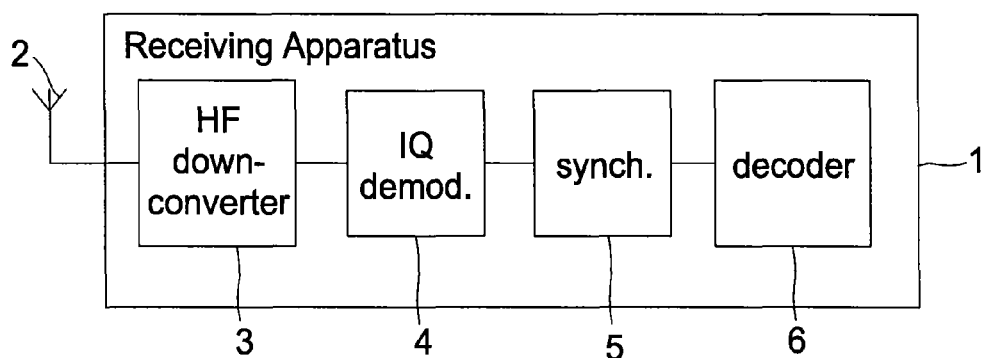 Receiving Apparatus
2
HF
down-
converter
IQ
demod.
synch.
decoder
1
3
4
5
6